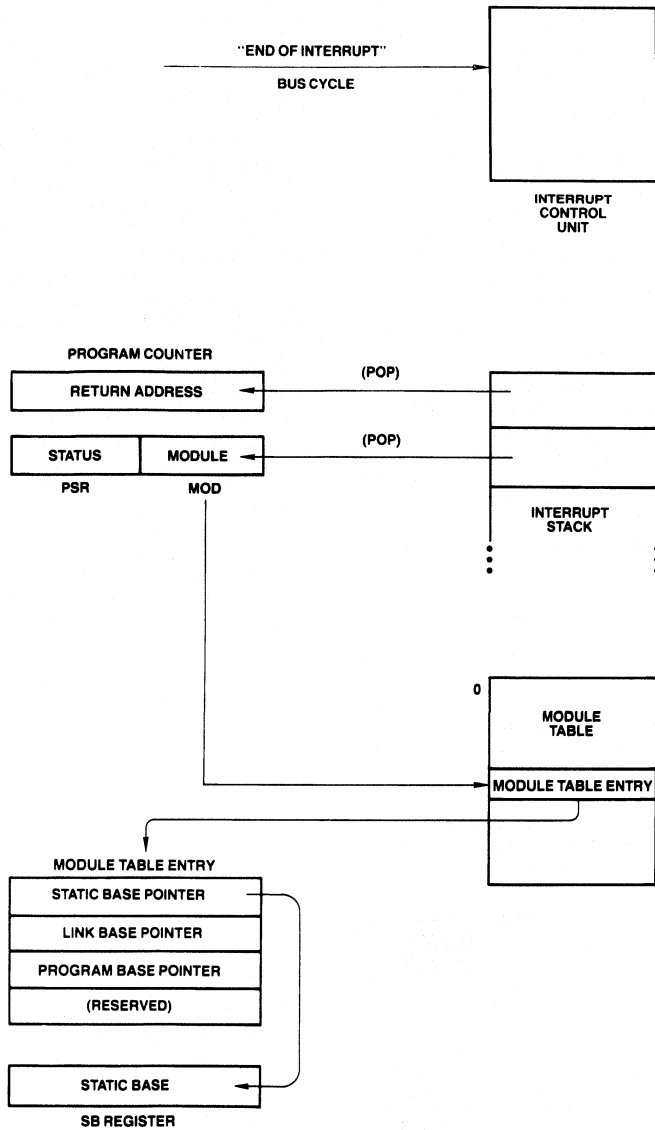 "END OF INTERRUPT"
BUS CYCLE
INTERRUPT
CONTROL
UNIT
PROGRAM COUNTER
RETURN ADDRESS
(POP)
STATUS
MODULE
(POP)
PSR
MOD
INTERRUPT
STACK
0
MODULE
TABLE
MODULE TABLE ENTRY
MODULE TABLE ENTRY
STATIC BASE POINTER
LINK BASE POINTER
PROGRAM BASE POINTER
(RESERVED)
STATIC BASE
SB REGISTER